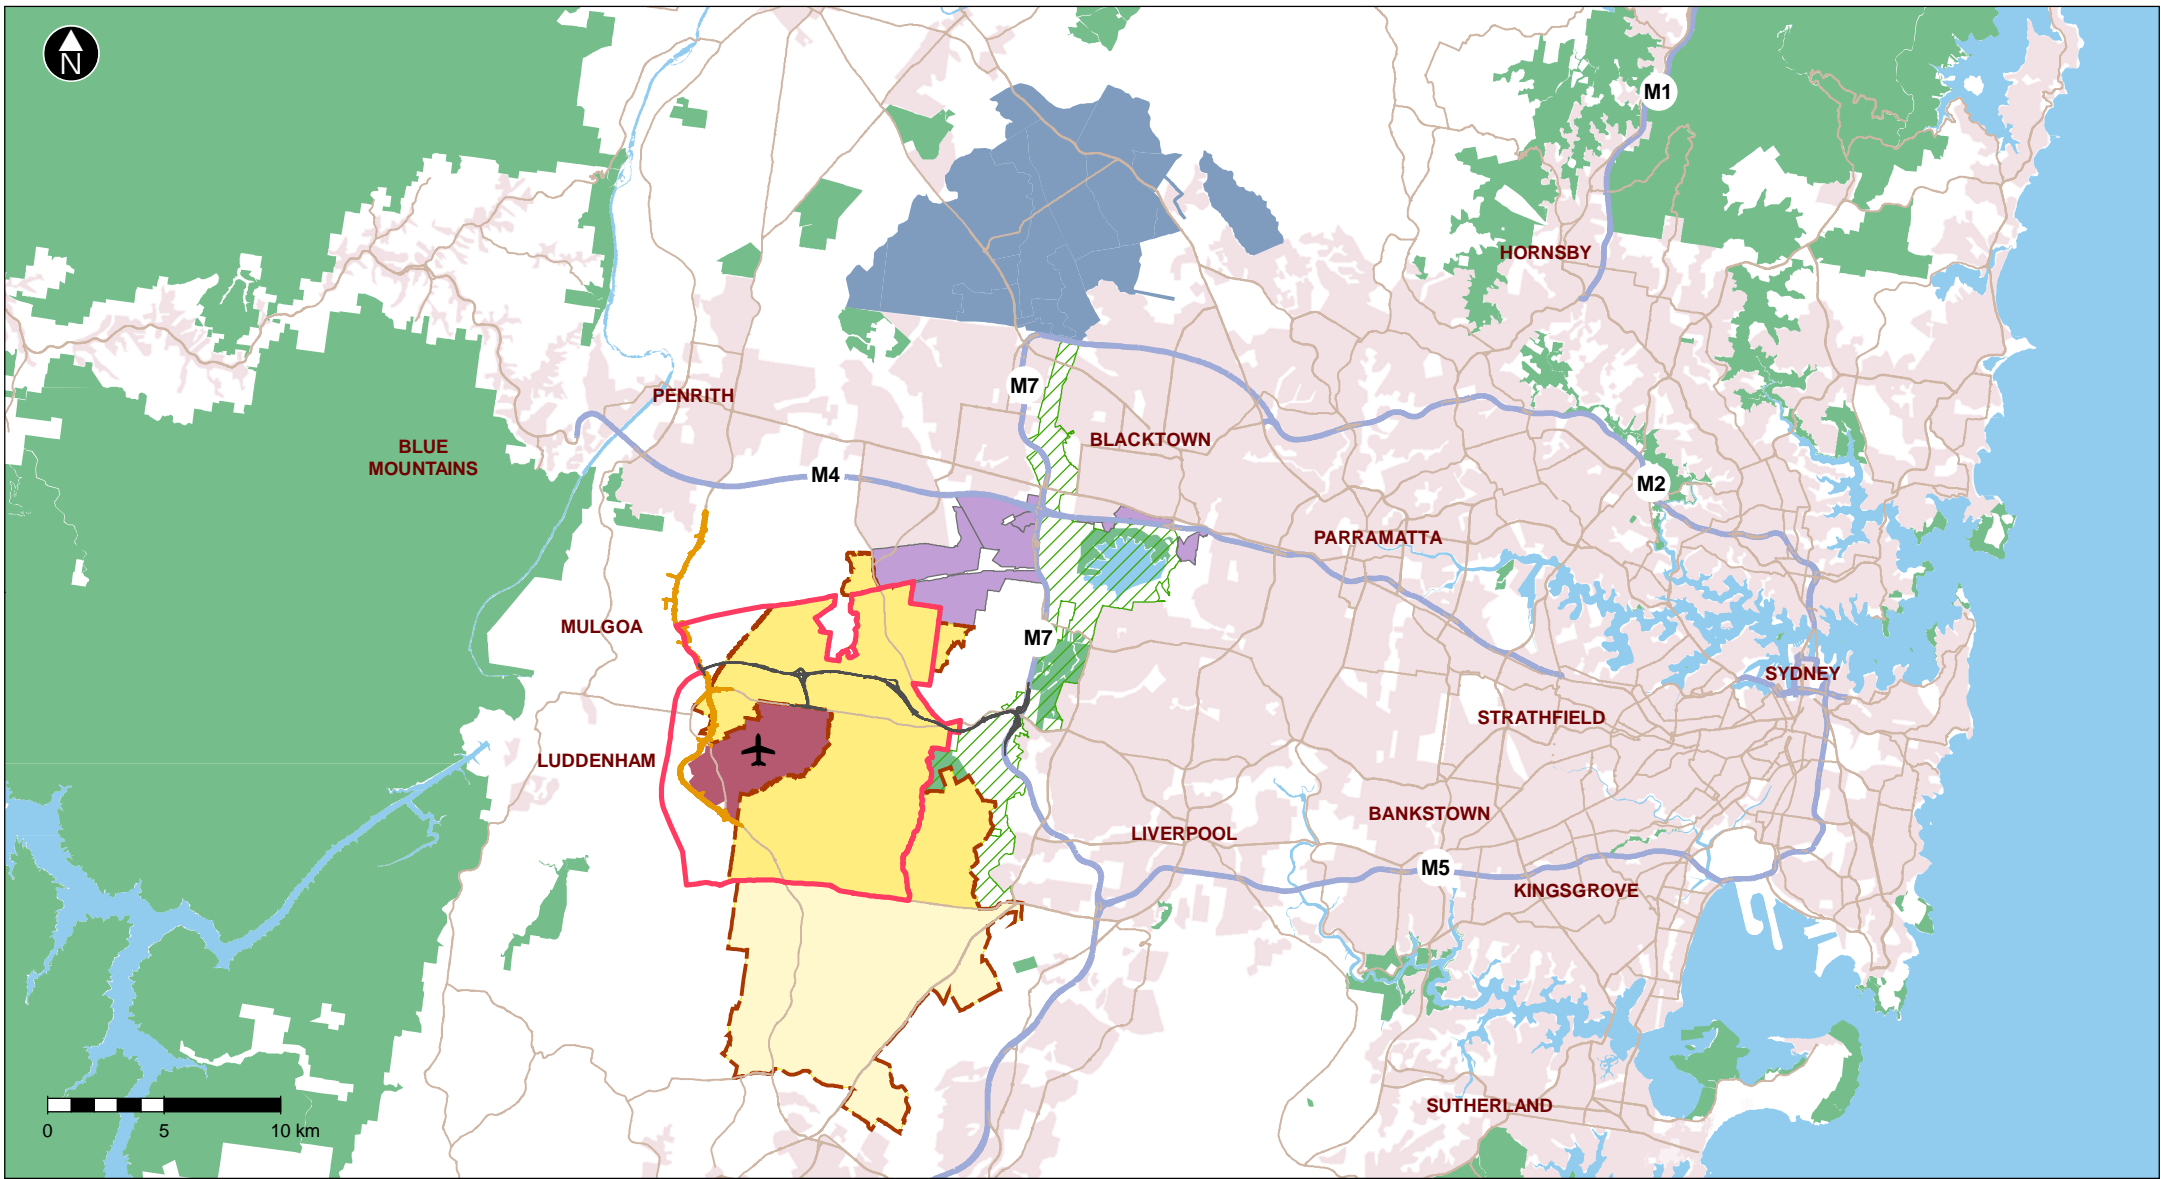 N
M1
HORNSBY
M7
PENRITH
BLACKTOWN
BLUE
MOUNTAINS
M4
M2
PARRAMATTA
MULGOA
M7
SYDNEY
STRATHFIELD
LUDDENHAM
BANKSTOWN
LIVERPOOL
M5
KINGSGROVE
SUTHERLAND
0 5 10 km